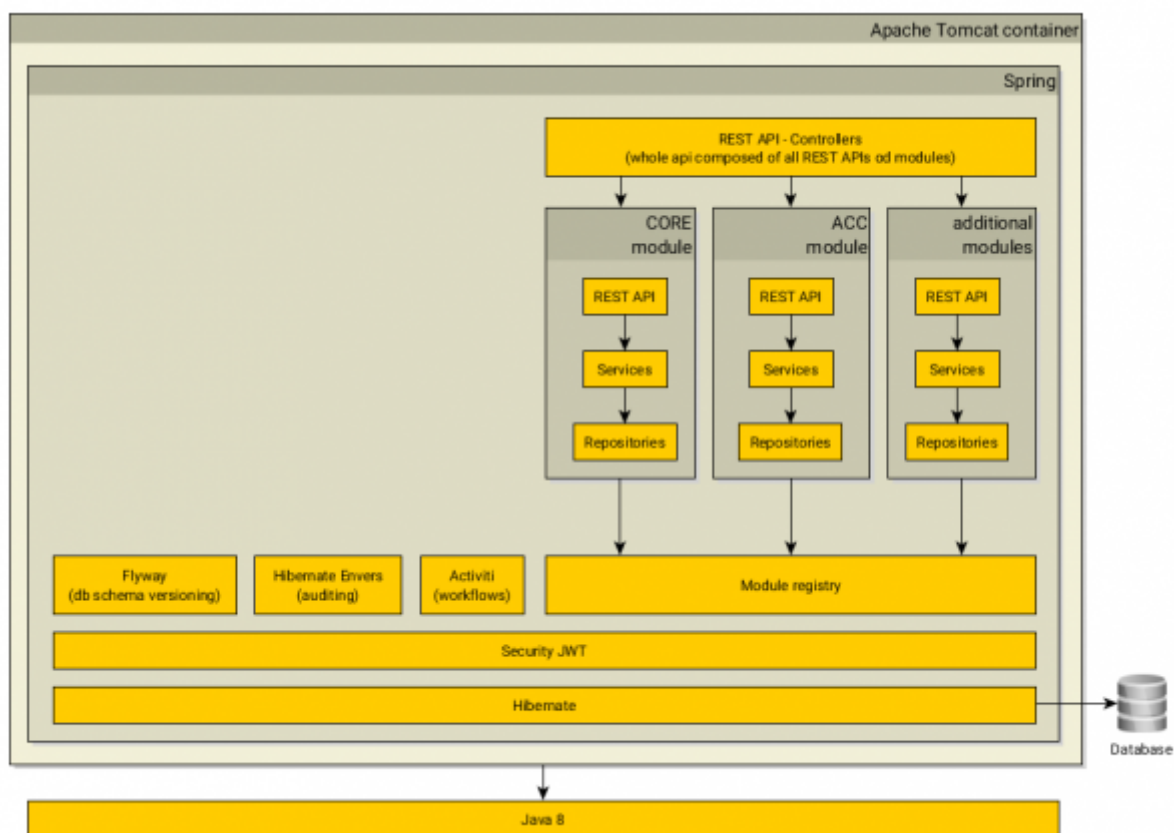 Apache Tomcat container
Spring
REST API - Controllers
(whole api composed of all REST APIs od modules)
CORE
module
ACC
module
additional
modules
REST API
REST API
REST API
Services
Services
Services
Repositories
Repositories
Repositories
Flyway
(db schema versioning)
Hibernate Envers
(auditing)
Activiti
(workflows)
Module registry
Security JWT
Hibernate
Database
Java 8